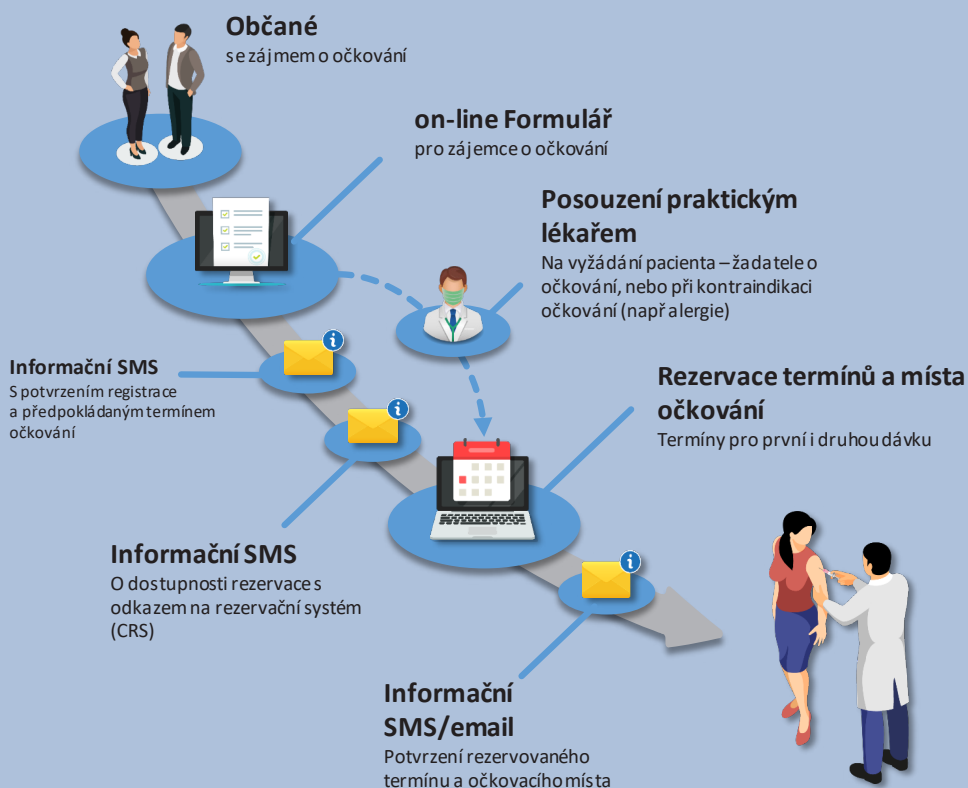 Občané
se zájmem o očkování
on-line Formulář
pro zájemce o očkování
Posouzení praktickým
lékařem
Na vyžádání pacienta – žadatele o
očkování, nebo při kontraindikaci
očkování (např alergie)
Informační SMS
S potvrzením registrace
a předpokládaným termínem
očkování
Rezervace termínů a místa
očkování
Termíny pro první i druhou dávku
Informační SMS
O dostupnosti rezervace s
odkazem na rezervační systém
(CRS)
Informační
SMS/email
Potvrzení rezervovaného
termínu a očkovacího místa